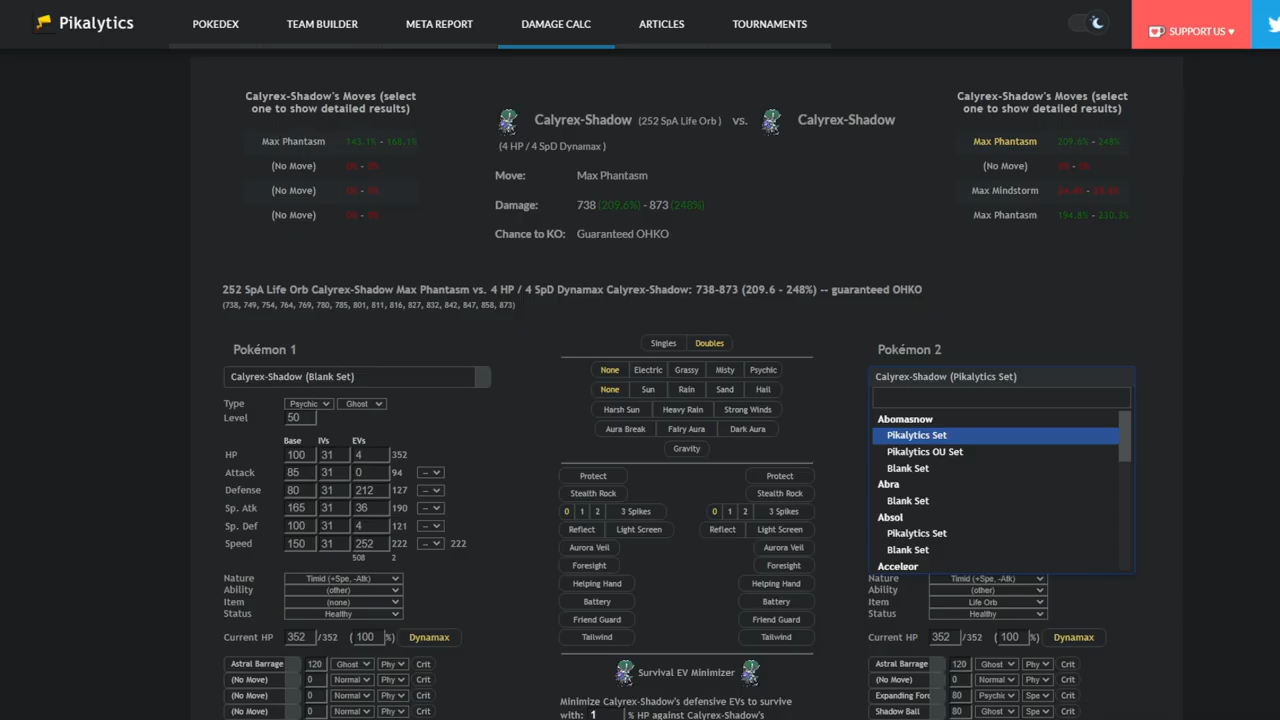 Pikalytics
POKEDEX
TEAM BUILDER
META REPORT
DAMAGE CALC
ARTICLES
TOURNAMENTS
SUPPORT US ♥
Calyrex-Shadow's Moves (select
one to show detailed results)
Max Phantasm 143.1% - 168.1%
(No Move) 0% - 0%
(No Move) 0% - 0%
(No Move) 0% - 0%
Calyrex-Shadow (252 SpA Life Orb ) vs. Calyrex-Shadow
(4 HP / 4 SpD Dynamax )
Move: Max Phantasm
Damage: 738 (209.6%) - 873 (248%)
Chance to KO: Guaranteed OHKO
Calyrex-Shadow's Moves (select
one to show detailed results)
Max Phantasm 209.6% - 248%
(No Move) 0% - 0%
Max Mindstorm
Max Phantasm 194.8% - 230.3%
252 SpA Life Orb Calyrex-Shadow Max Phantasm vs. 4 HP / 4 SpD Dynamax Calyrex-Shadow: 738-873 (209.6 - 248%) -- guaranteed OHKO
(738, 749, 754, 764, 769, 780, 785, 801, 811, 816, 827, 832, 842, 847, 858, 873)
Pokémon 1
Calyrex-Shadow (Blank Set)
Type Psychic Ghost
Level 50
Base IVs EVs
HP 100 31 4 352
Attack 85 31 0 94 --
Defense 80 31 212 127 --
Sp. Atk 165 31 36 190 --
Sp. Def 100 31 4 121 --
Speed 150 31 252 222 -- 222
508 2
Nature Timid (+Spe, -Atk)
Ability (other)
Item (none)
Status Healthy
Current HP 352 /352 ( 100 %) Dynamax
Astral Barrage 120 Ghost Phy Crit
(No Move) 0 Normal Phy Crit
(No Move) 0 Normal Phy Crit
(No Move) 0 Normal Phy Crit
Singles Doubles
None Electric Grassy Misty Psychic
None Sun Rain Sand Hail
Harsh Sun Heavy Rain Strong Winds
Aura Break Fairy Aura Dark Aura
Gravity
Protect Protect
Stealth Rock Stealth Rock
0 1 2 3 Spikes 0 1 2 3 Spikes
Reflect Light Screen Reflect Light Screen
Aurora Veil Aurora Veil
Foresight Foresight
Helping Hand Helping Hand
Battery Battery
Friend Guard Friend Guard
Tailwind Tailwind
Survival EV Minimizer
Minimize Calyrex-Shadow's defensive EVs to survive
with: 1 % HP against Calyrex-Shadow's
Pokémon 2
Calyrex-Shadow (Pikalytics Set)
Abomasnow
Pikalytics Set
Pikalytics OU Set
Blank Set
Abra
Blank Set
Absol
Pikalytics Set
Blank Set
Accelgor
Nature Timid (+Spe, -Atk)
Ability (other)
Item Life Orb
Status Healthy
Current HP 352 /352 ( 100 %) Dynamax
Astral Barrage 120 Ghost Phy Crit
(No Move) 0 Normal Phy Crit
Expanding Forc 80 Psychic Spe Crit
Shadow Ball 80 Ghost Spe Crit